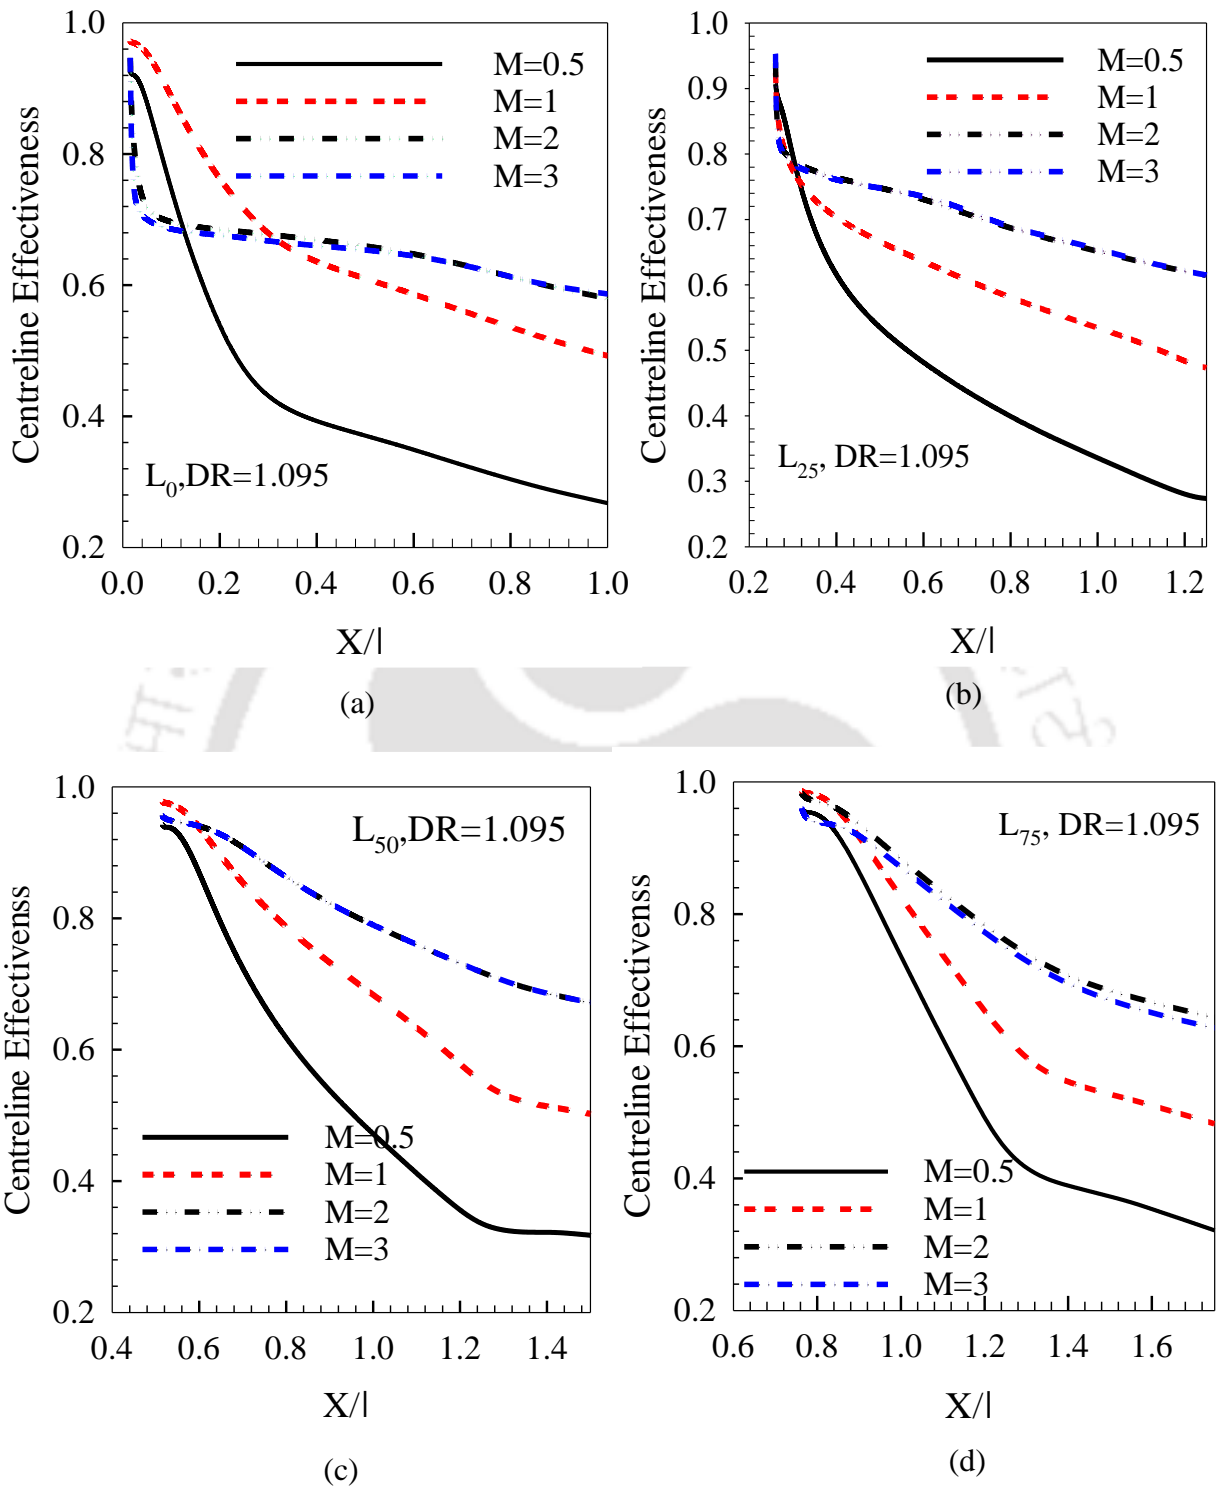 1.0
0.8
0.6
0.4
0.2
0.0 0.2 0.4 0.6 0.8 1.0
Centreline Effectiveness
X/l
M=0.5
M=1
M=2
M=3
L0,DR=1.095
(a)
1.0
0.9
0.8
0.7
0.6
0.5
0.4
0.3
0.2
0.2 0.4 0.6 0.8 1.0 1.2
Centreline Effectiveness
X/l
M=0.5
M=1
M=2
M=3
L25, DR=1.095
(b)
1.0
0.8
0.6
0.4
0.2
0.4 0.6 0.8 1.0 1.2 1.4
Centreline Effectivenss
X/l
L50,DR=1.095
M=0.5
M=1
M=2
M=3
(c)
1.0
0.8
0.6
0.4
0.2
0.6 0.8 1.0 1.2 1.4 1.6
Centreline Effectivenss
X/l
L75, DR=1.095
M=0.5
M=1
M=2
M=3
(d)